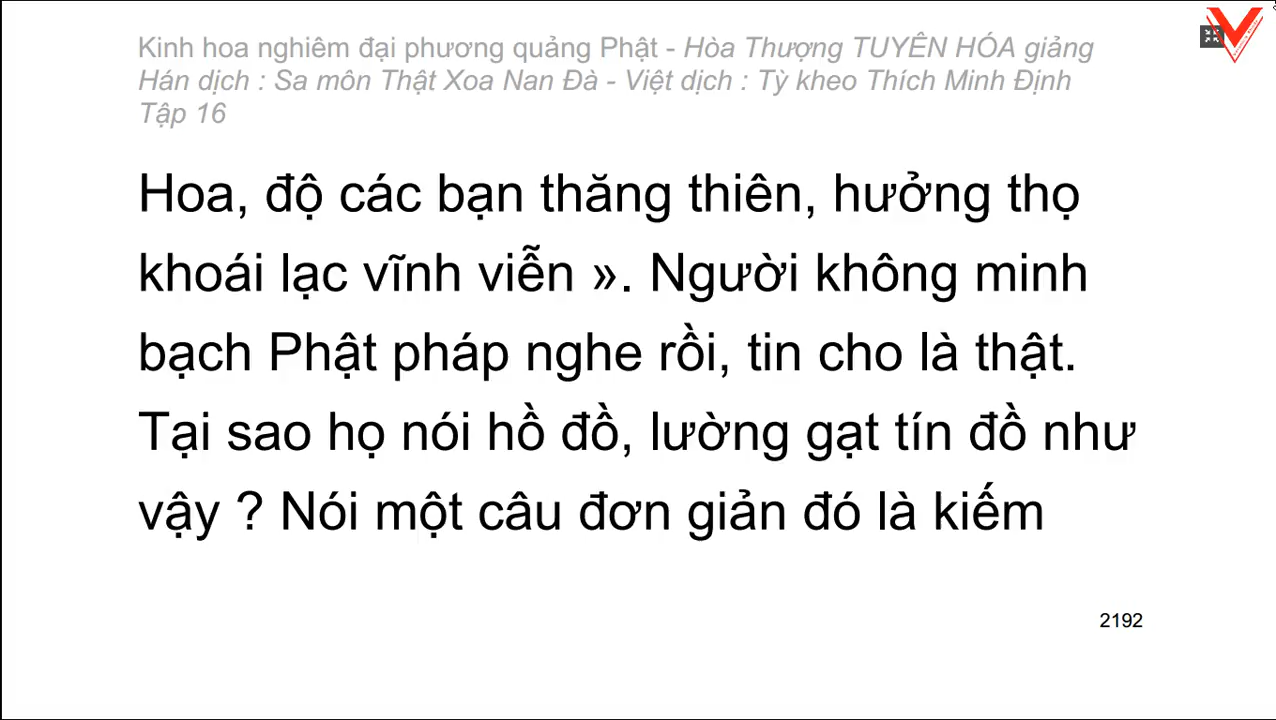 Kinh hoa nghiêm đại phương quảng Phật - Hòa Thượng TUYÊN HÓA giảng
Hán dịch : Sa môn Thật Xoa Nan Đà - Việt dịch : Tỳ kheo Thích Minh Định
Tập 16
Hoa, độ các bạn thăng thiên, hưởng thọ
khoái lạc vĩnh viễn ». Người không minh
bạch Phật pháp nghe rồi, tin cho là thật.
Tại sao họ nói hồ đồ, lường gạt tín đồ như
vậy ? Nói một câu đơn giản đó là kiếm
2192